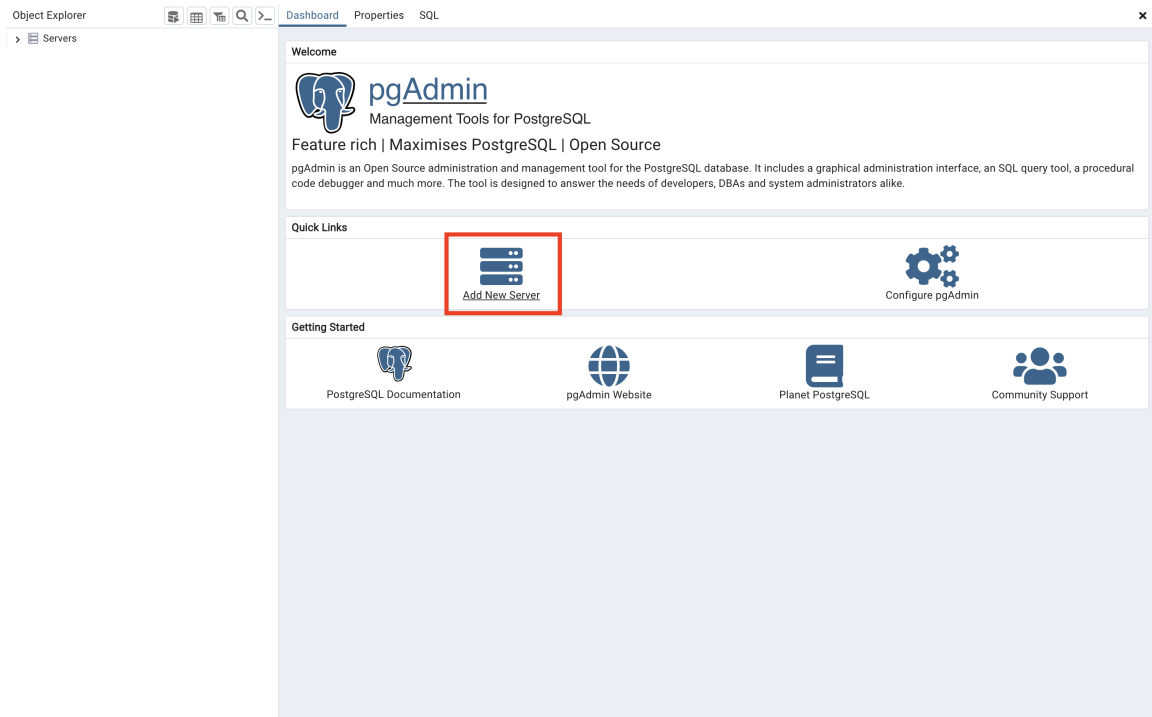 Object Explorer
Dashboard Properties SQL
Servers
Welcome
pgAdmin
Management Tools for PostgreSQL
Feature rich | Maximises PostgreSQL | Open Source
pgAdmin is an Open Source administration and management tool for the PostgreSQL database. It includes a graphical administration interface, an SQL query tool, a procedural
code debugger and much more. The tool is designed to answer the needs of developers, DBAs and system administrators alike.
Quick Links
Add New Server
Configure pgAdmin
Getting Started
PostgreSQL Documentation
pgAdmin Website
Planet PostgreSQL
Community Support